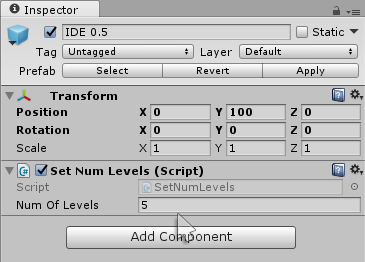 Inspector
IDE 0.5 Static
Tag Untagged Layer Default
Prefab Select Revert Apply
Transform
Position X 0 Y 100 Z 0
Rotation X 0 Y 0 Z 0
Scale X 1 Y 1 Z 1
Set Num Levels (Script)
Script SetNumLevels
Num Of Levels 5
Add Component